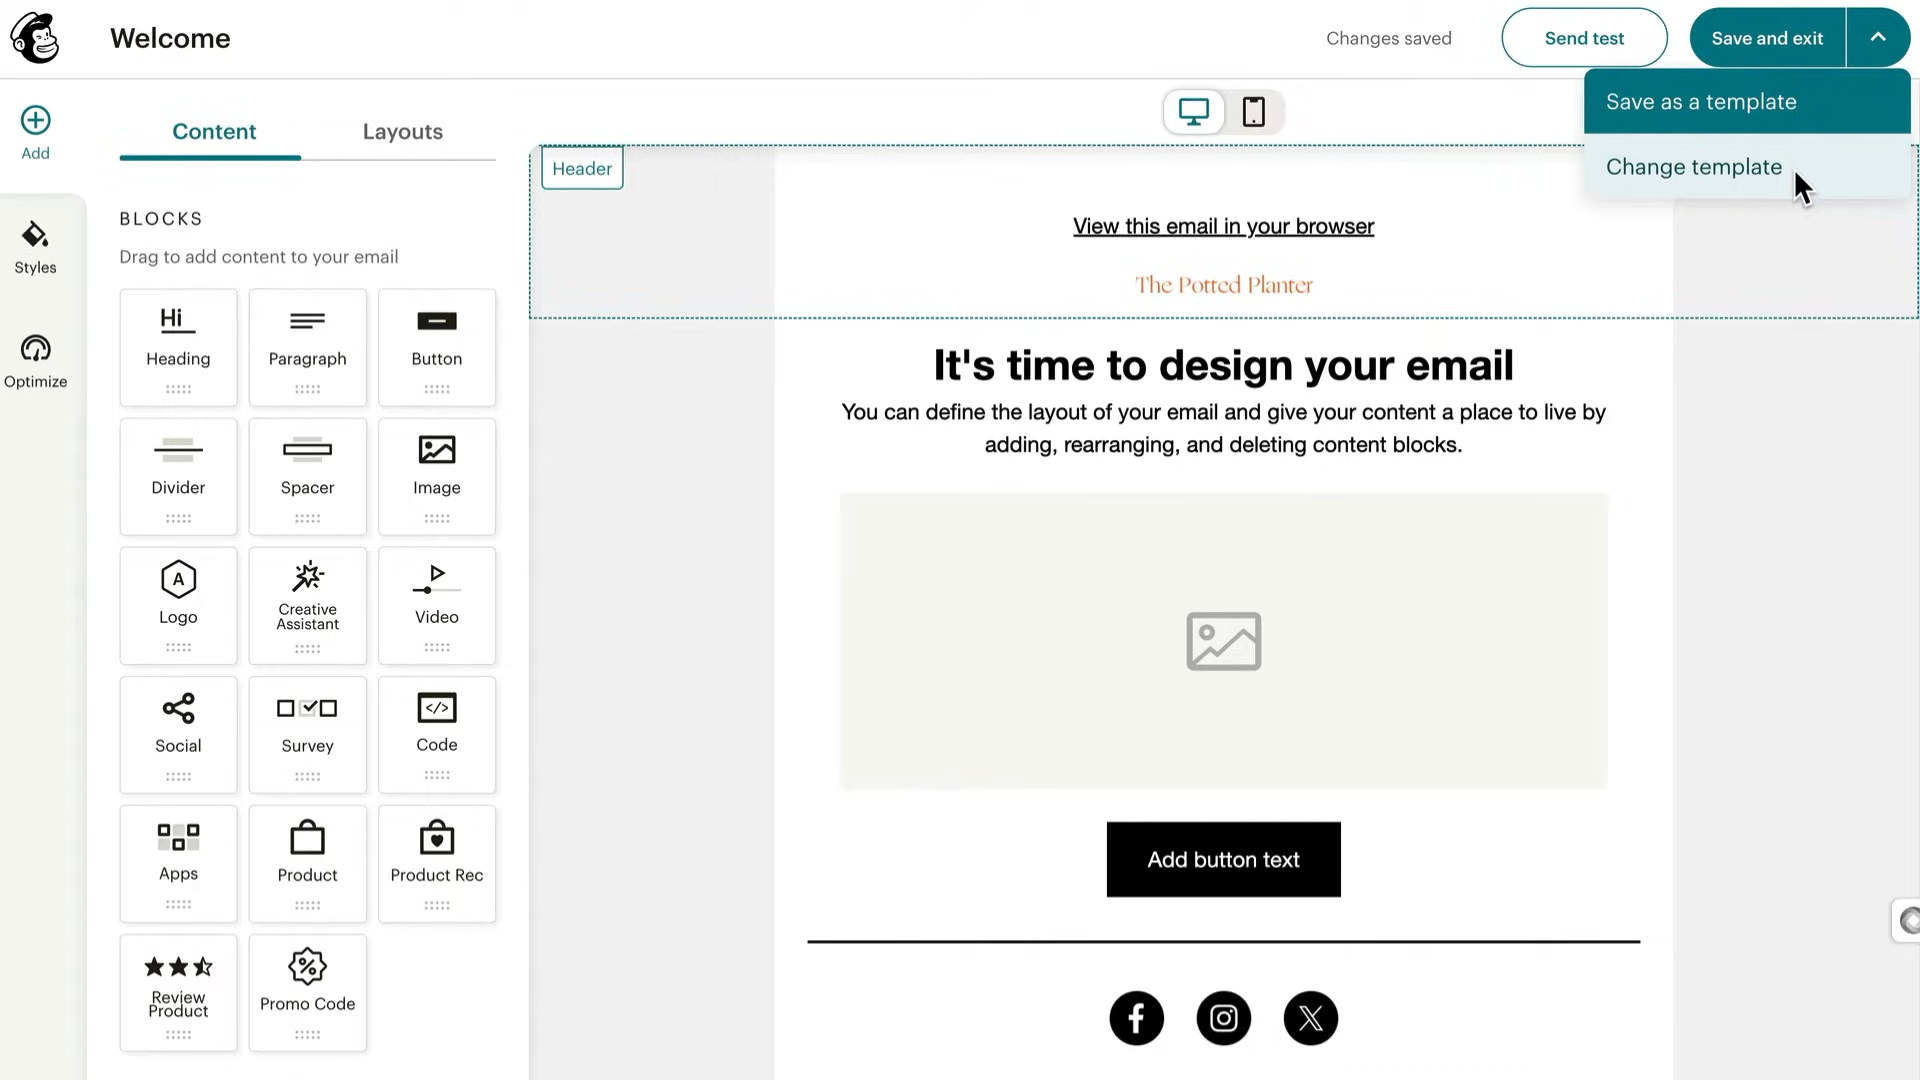 Welcome
Changes saved
Send test
Save and exit
Save as a template
Change template
Add
Styles
Optimize
Content
Layouts
BLOCKS
Drag to add content to your email
Hi
Heading
Paragraph
Button
Divider
Spacer
Image
A
Logo
Creative
Assistant
Video
Social
Survey
</>
Code
Apps
Product
Product Rec
Review
Product
%
Promo Code
Header
View this email in your browser
The Potted Planter
It's time to design your email
You can define the layout of your email and give your content a place to live by
adding, rearranging, and deleting content blocks.
Add button text